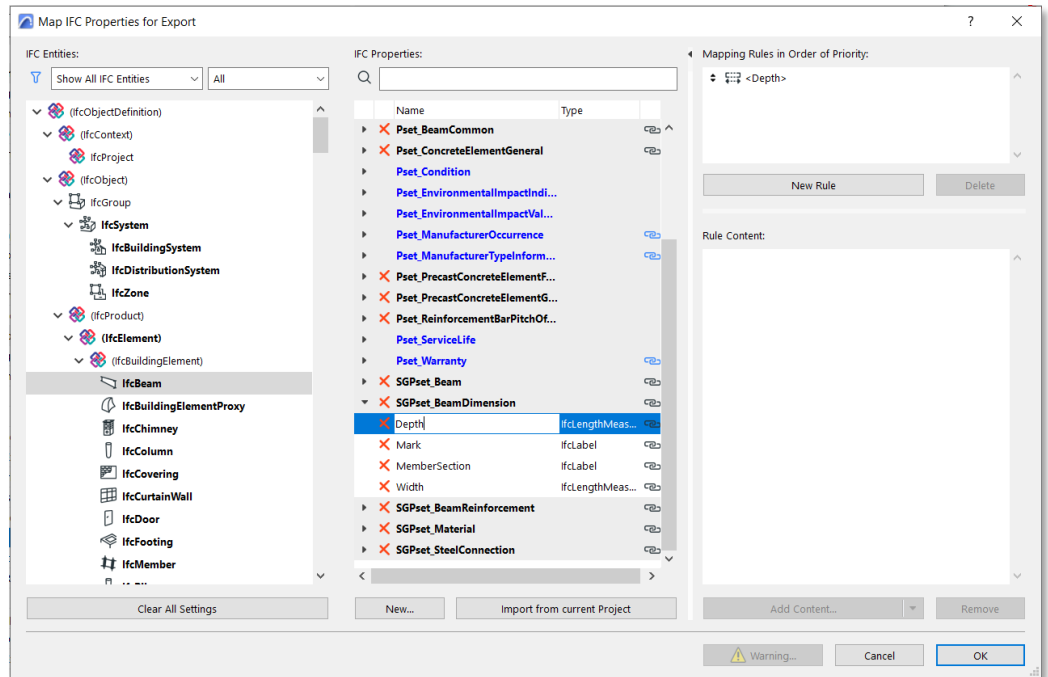 Map IFC Properties for Export
?
IFC Entities:
Show All IFC Entities
All
(IfcObjectDefinition)
(IfcContext)
IfcProject
(IfcObject)
IfcGroup
IfcSystem
IfcBuildingSystem
IfcDistributionSystem
IfcZone
(IfcProduct)
(IfcElement)
(IfcBuildingElement)
IfcBeam
IfcBuildingElementProxy
IfcChimney
IfcColumn
IfcCovering
IfcCurtainWall
IfcDoor
IfcFooting
IfcMember
Clear All Settings
IFC Properties:
Name Type
Pset_BeamCommon
Pset_ConcreteElementGeneral
Pset_Condition
Pset_EnvironmentalImpactIndi...
Pset_EnvironmentalImpactVal...
Pset_ManufacturerOccurrence
Pset_ManufacturerTypeInform...
Pset_PrecastConcreteElementF...
Pset_PrecastConcreteElementG...
Pset_ReinforcementBarPitchOf...
Pset_ServiceLife
Pset_Warranty
SGPset_Beam
SGPset_BeamDimension
Depth IfcLengthMeas...
Mark IfcLabel
MemberSection IfcLabel
Width IfcLengthMeas...
SGPset_BeamReinforcement
SGPset_Material
SGPset_SteelConnection
New... Import from current Project
Mapping Rules in Order of Priority:
<Depth>
New Rule Delete
Rule Content:
Add Content... Remove
Warning... Cancel OK